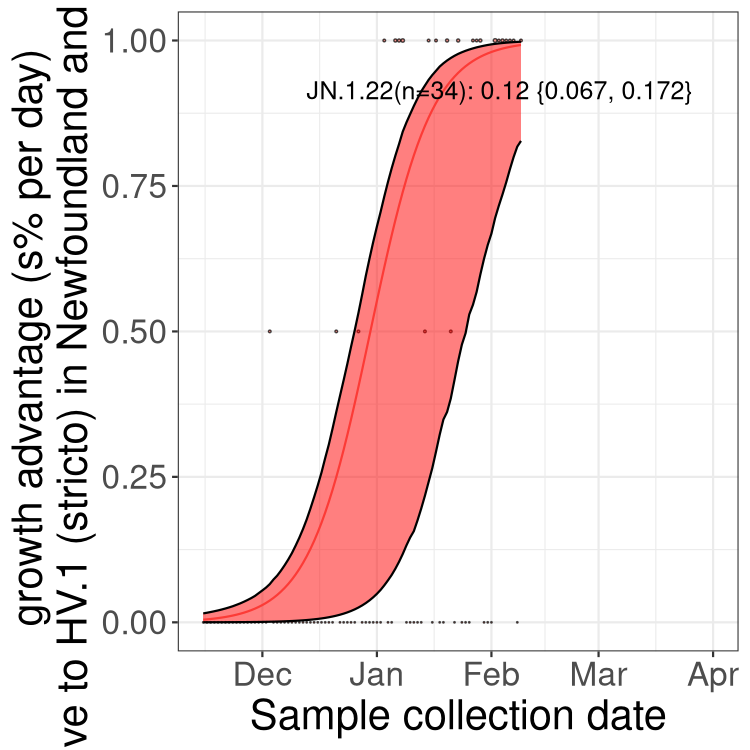 growth advantage (s% per day)
ve to HV.1 (stricto) in Newfoundland and
1.00
0.75
0.50
0.25
0.00
JN.1.22(n=34): 0.12 {0.067, 0.172}
Dec Jan Feb Mar Apr
Sample collection date